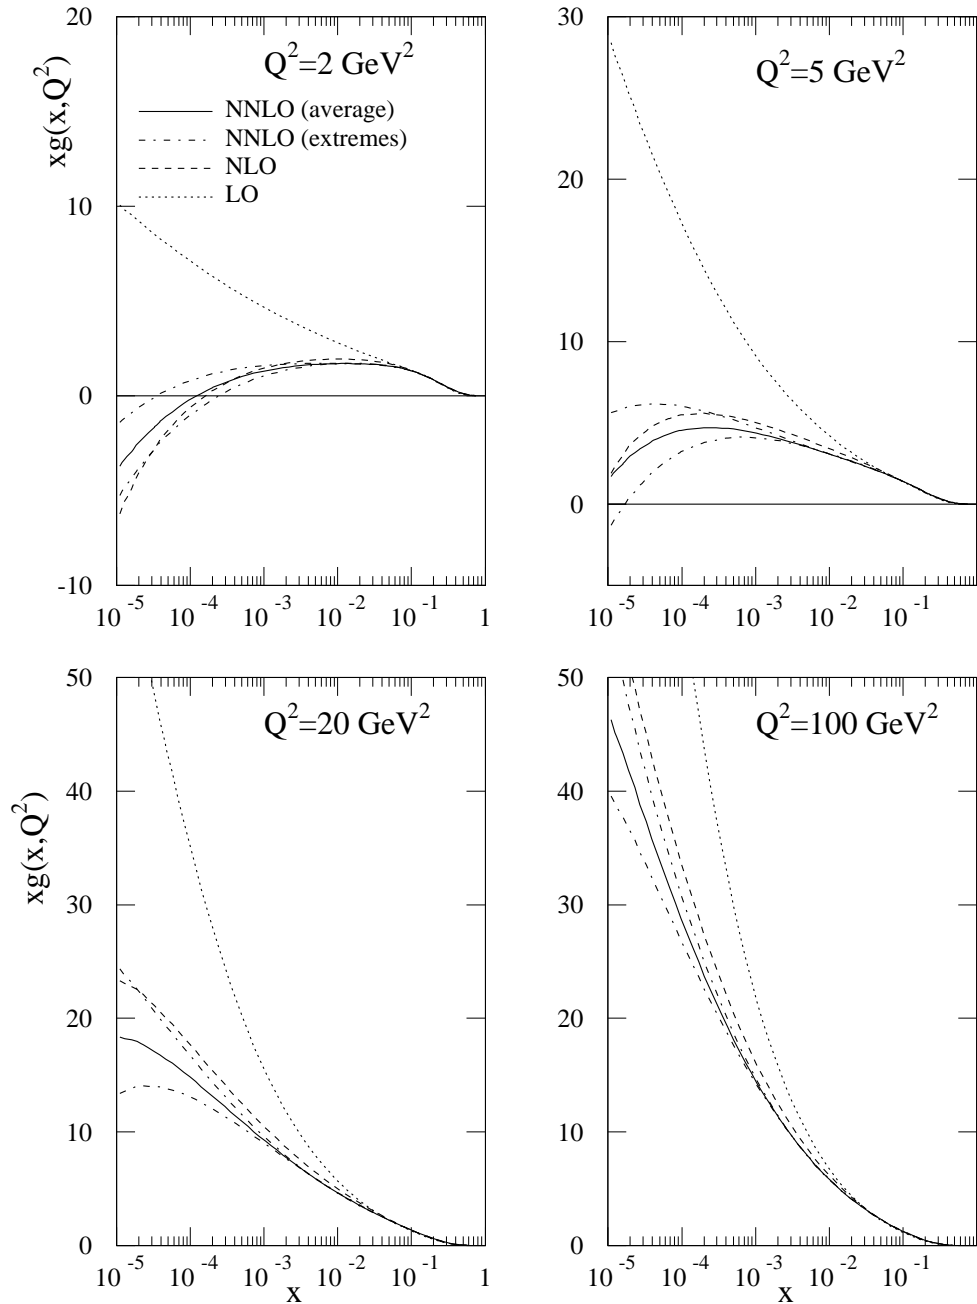 Q²=2 GeV²
xg(x,Q²)
NNLO (average)
NNLO (extremes)
NLO
LO
20
10
0
-10
10⁻⁵ 10⁻⁴ 10⁻³ 10⁻² 10⁻¹ 1
Q²=5 GeV²
30
20
10
0
10⁻⁵ 10⁻⁴ 10⁻³ 10⁻² 10⁻¹
Q²=20 GeV²
xg(x,Q²)
50
40
30
20
10
0
10⁻⁵ 10⁻⁴ 10⁻³ 10⁻² 10⁻¹ 1
x
Q²=100 GeV²
50
40
30
20
10
0
10⁻⁵ 10⁻⁴ 10⁻³ 10⁻² 10⁻¹
x